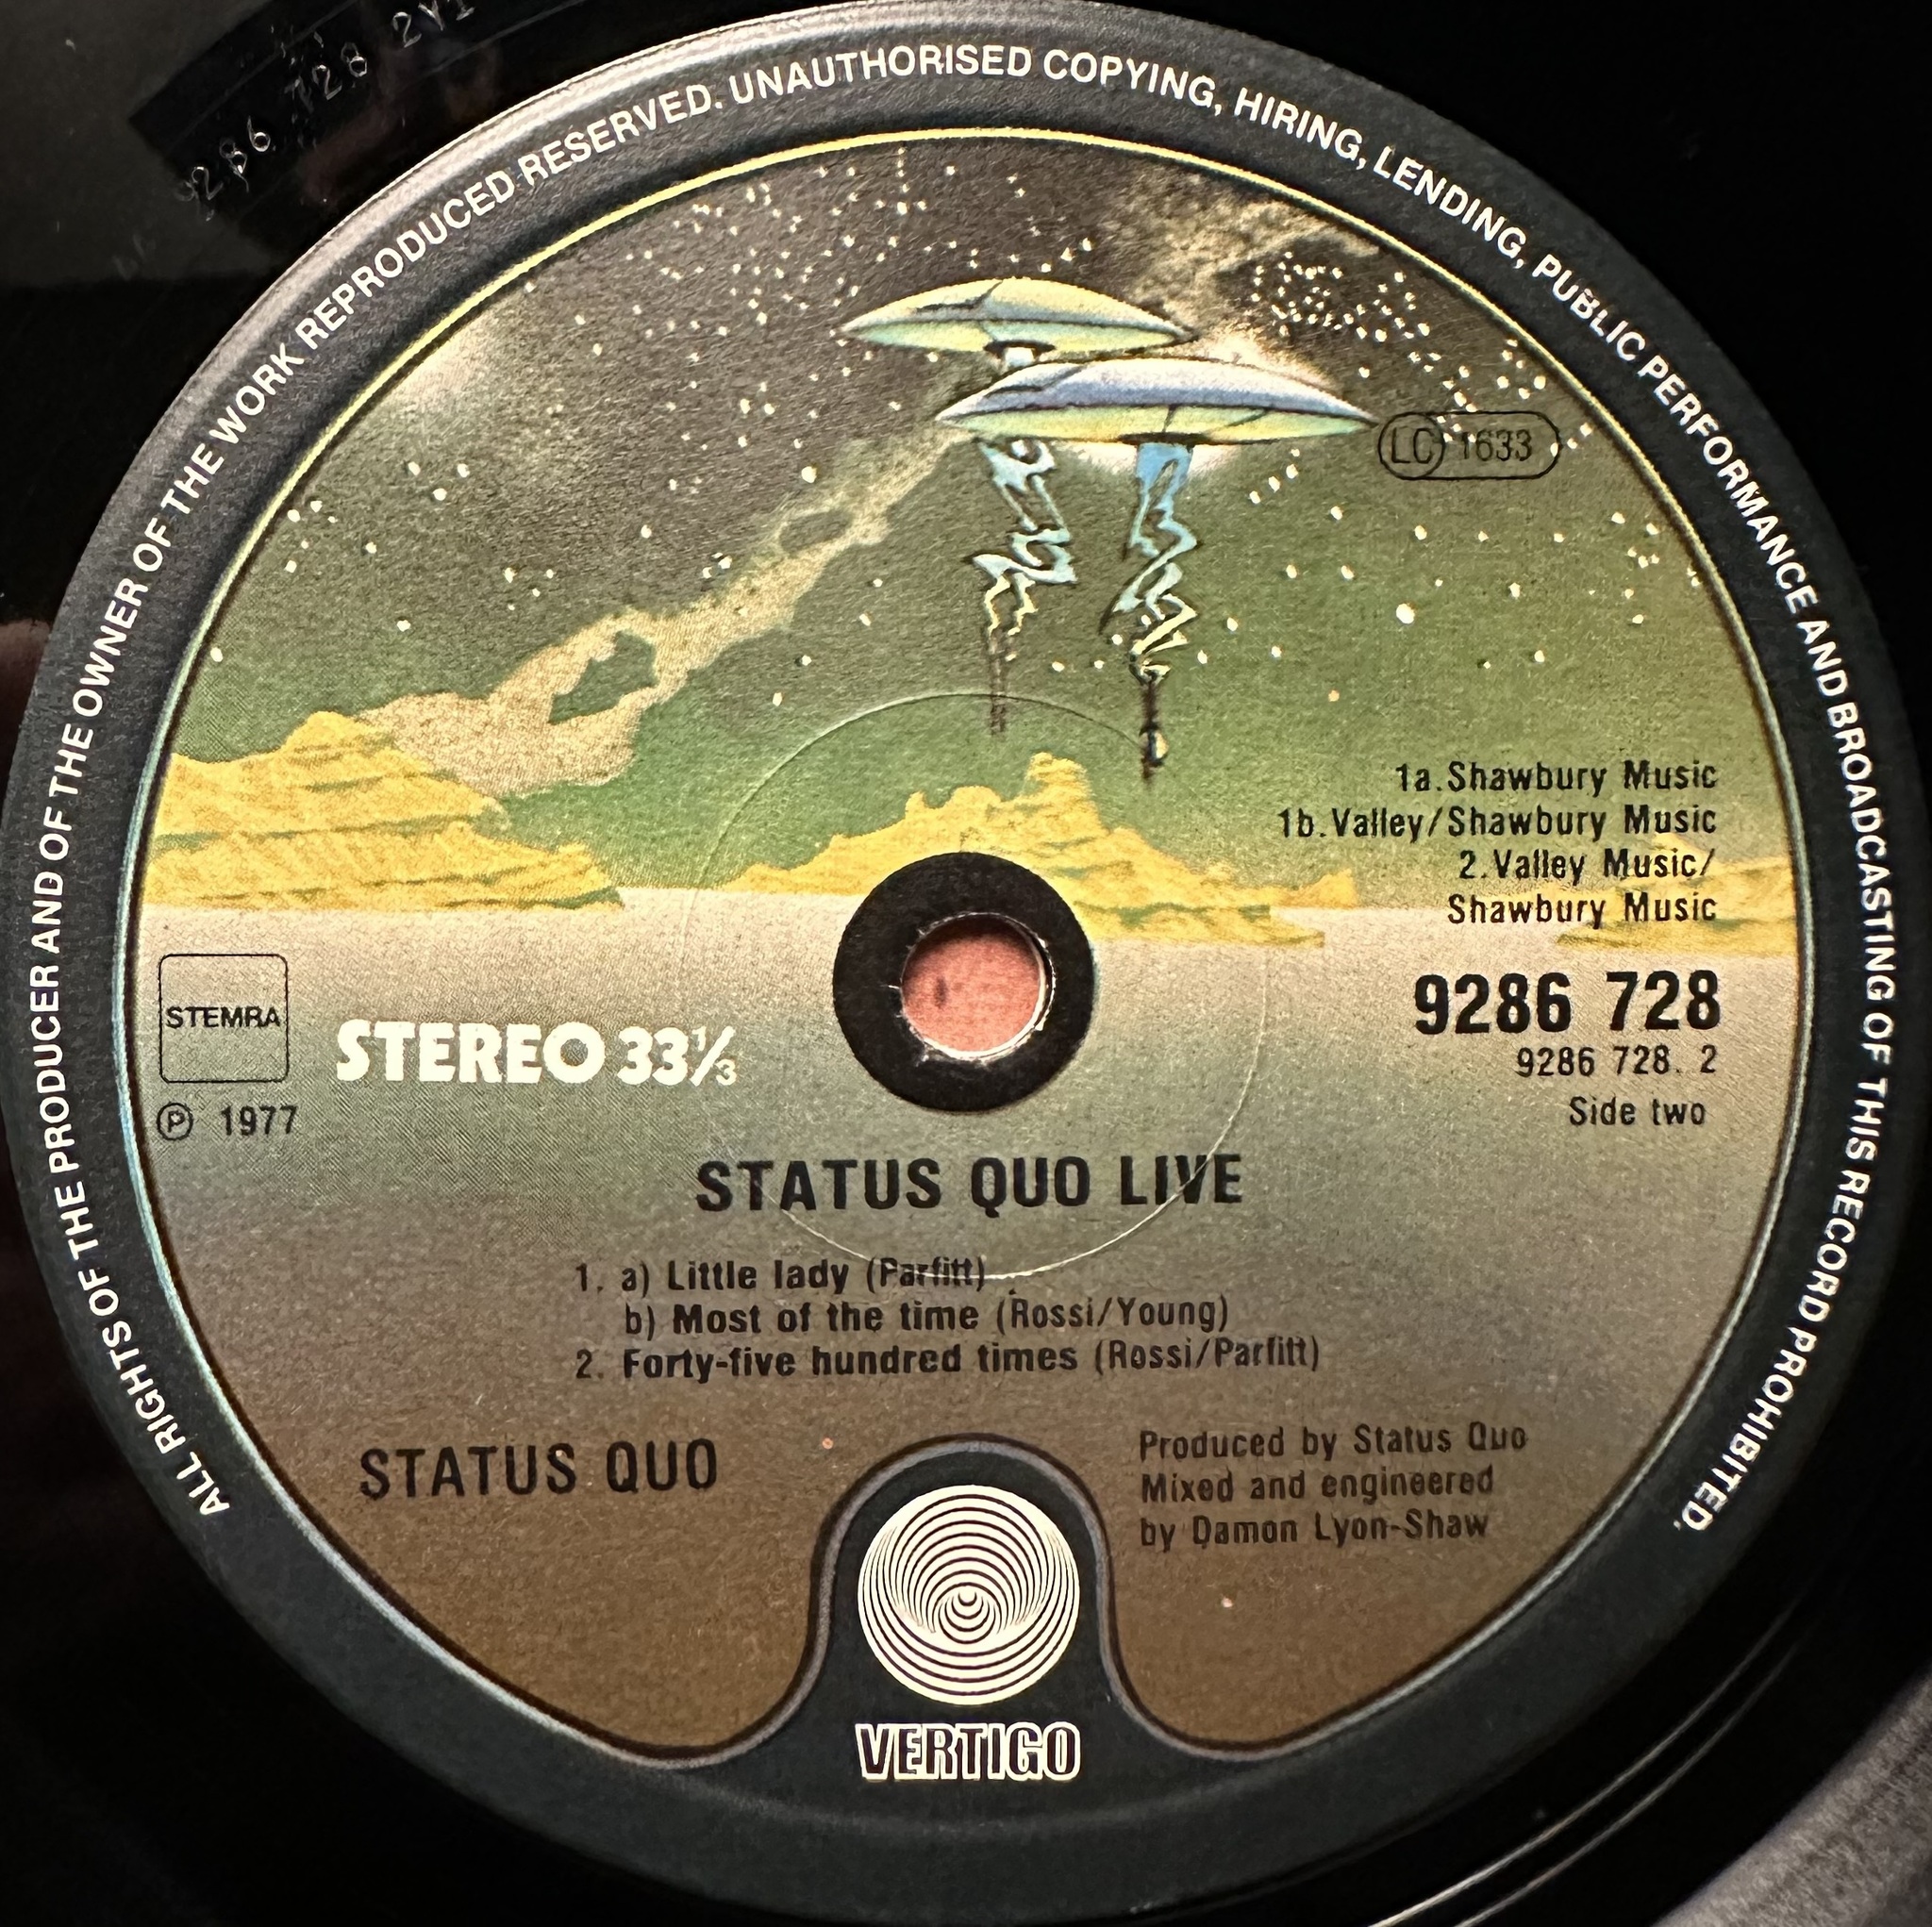 9286 728 2V1
ALL RIGHTS OF THE PRODUCER AND OF THE OWNER OF THE WORK REPRODUCED RESERVED. UNAUTHORISED COPYING, HIRING, LENDING, PUBLIC PERFORMANCE AND BROADCASTING OF THIS RECORD PROHIBITED.
LC 1633
1a.Shawbury Music
1b.Valley/Shawbury Music
2.Valley Music/
Shawbury Music
STEMRA
STEREO 33⅓
℗ 1977
9286 728
9286 728. 2
Side two
STATUS QUO LIVE
1. a) Little lady (Parfitt)
b) Most of the time (Rossi/Young)
2. Forty-five hundred times (Rossi/Parfitt)
STATUS QUO
Produced by Status Quo
Mixed and engineered
by Damon Lyon-Shaw
VERTIGO